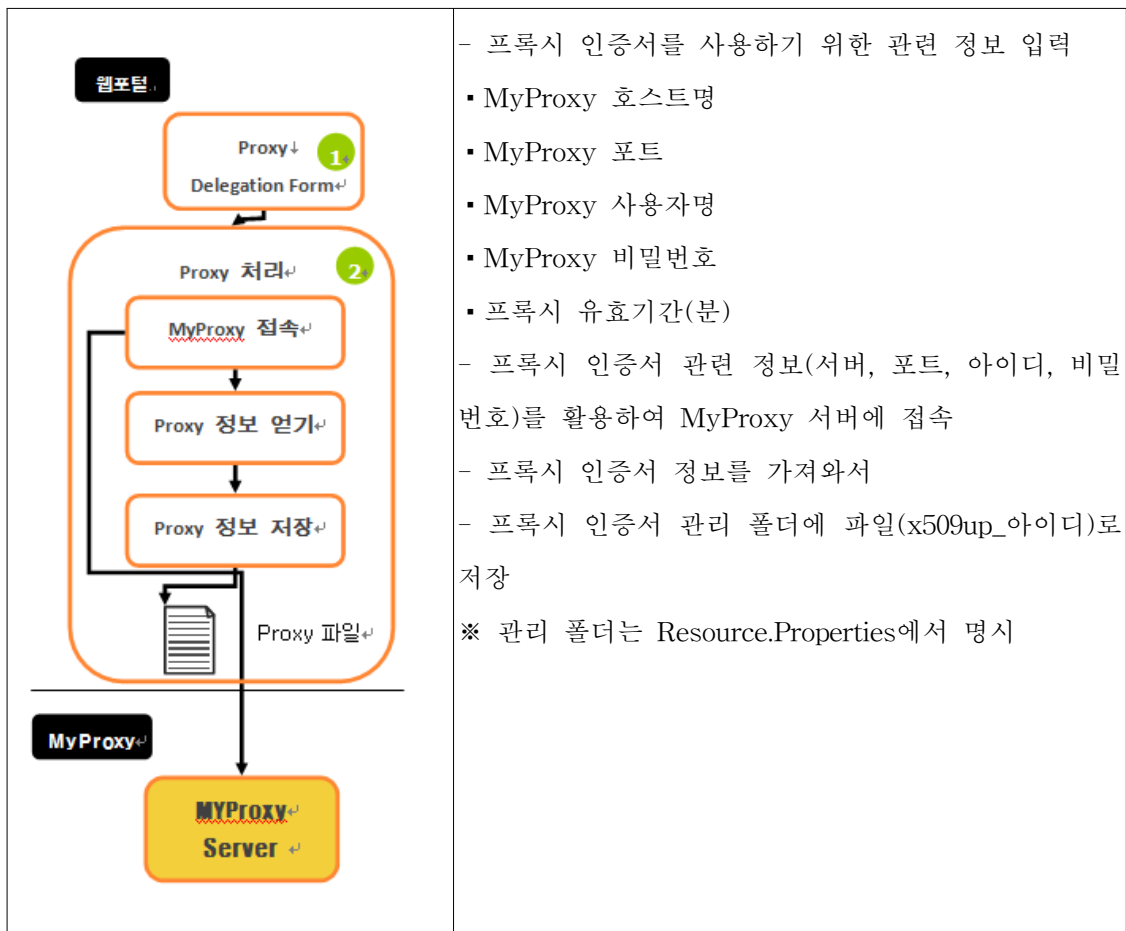 웹포털
Proxy
1
Delegation Form
Proxy 처리
2
MyProxy 접속
Proxy 정보 얻기
Proxy 정보 저장
Proxy 파일
MyProxy
MYProxy
Server
- 프록시 인증서를 사용하기 위한 관련 정보 입력
▪MyProxy 호스트명
▪MyProxy 포트
▪MyProxy 사용자명
▪MyProxy 비밀번호
▪프록시 유효기간(분)
- 프록시 인증서 관련 정보(서버, 포트, 아이디, 비밀
번호)를 활용하여 MyProxy 서버에 접속
- 프록시 인증서 정보를 가져와서
- 프록시 인증서 관리 폴더에 파일(x509up_아이디)로
저장
※ 관리 폴더는 Resource.Properties에서 명시